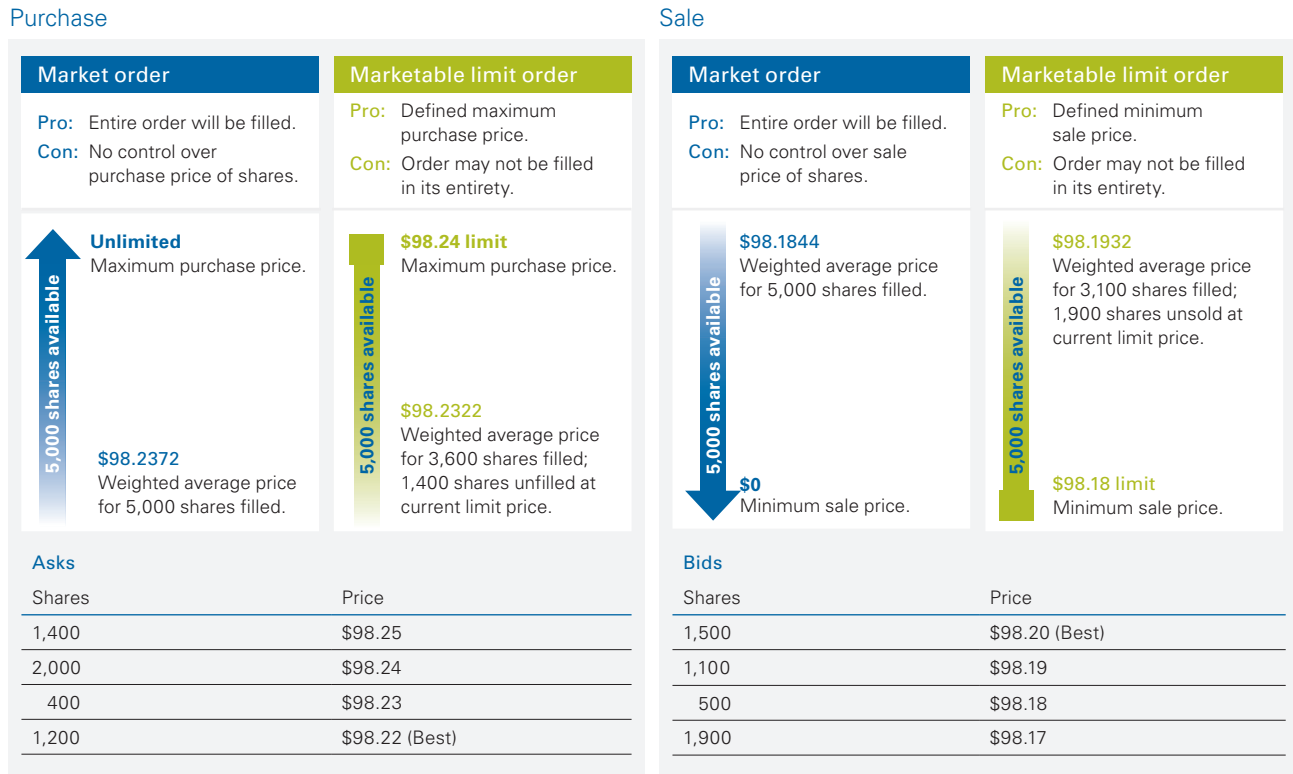 Purchase
Market order
Pro: Entire order will be filled.
Con: No control over
purchase price of shares.
Unlimited
Maximum purchase price.
5,000 shares available
$98.2372
Weighted average price
for 5,000 shares filled.
Marketable limit order
Pro: Defined maximum
purchase price.
Con: Order may not be filled
in its entirety.
$98.24 limit
Maximum purchase price.
5,000 shares available
$98.2322
Weighted average price
for 3,600 shares filled;
1,400 shares unfilled at
current limit price.
Asks
Shares Price
1,400 $98.25
2,000 $98.24
400 $98.23
1,200 $98.22 (Best)
Sale
Market order
Pro: Entire order will be filled.
Con: No control over sale
price of shares.
$98.1844
Weighted average price
for 5,000 shares filled.
5,000 shares available
$0
Minimum sale price.
Marketable limit order
Pro: Defined minimum
sale price.
Con: Order may not be filled
in its entirety.
$98.1932
Weighted average price
for 3,100 shares filled;
1,900 shares unsold at
current limit price.
5,000 shares available
$98.18 limit
Minimum sale price.
Bids
Shares Price
1,500 $98.20 (Best)
1,100 $98.19
500 $98.18
1,900 $98.17